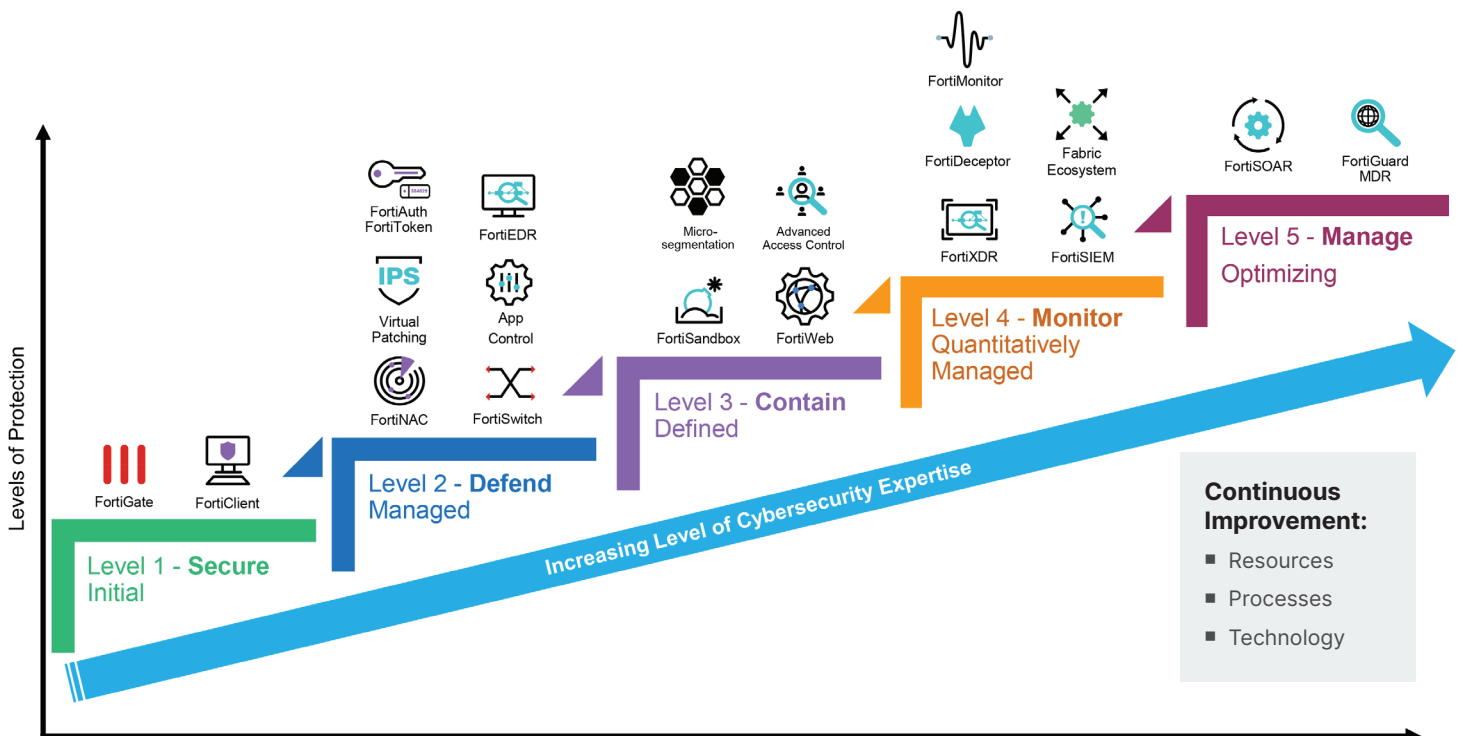 FortiMonitor
FortiDeceptor
Fabric
Ecosystem
FortiSOAR
FortiGuard
MDR
FortiAuth
FortiToken
FortiEDR
Micro-
segmentation
Advanced
Access Control
FortiXDR
FortiSIEM
Level 5 - Manage
Optimizing
IPS
Virtual
Patching
App
Control
FortiSandbox
FortiWeb
Level 4 - Monitor
Quantitatively
Managed
FortiNAC
FortiSwitch
Level 3 - Contain
Defined
Levels of Protection
FortiGate
FortiClient
Level 2 - Defend
Managed
Level 1 - Secure
Initial
Increasing Level of Cybersecurity Expertise
Continuous
Improvement:
Resources
Processes
Technology